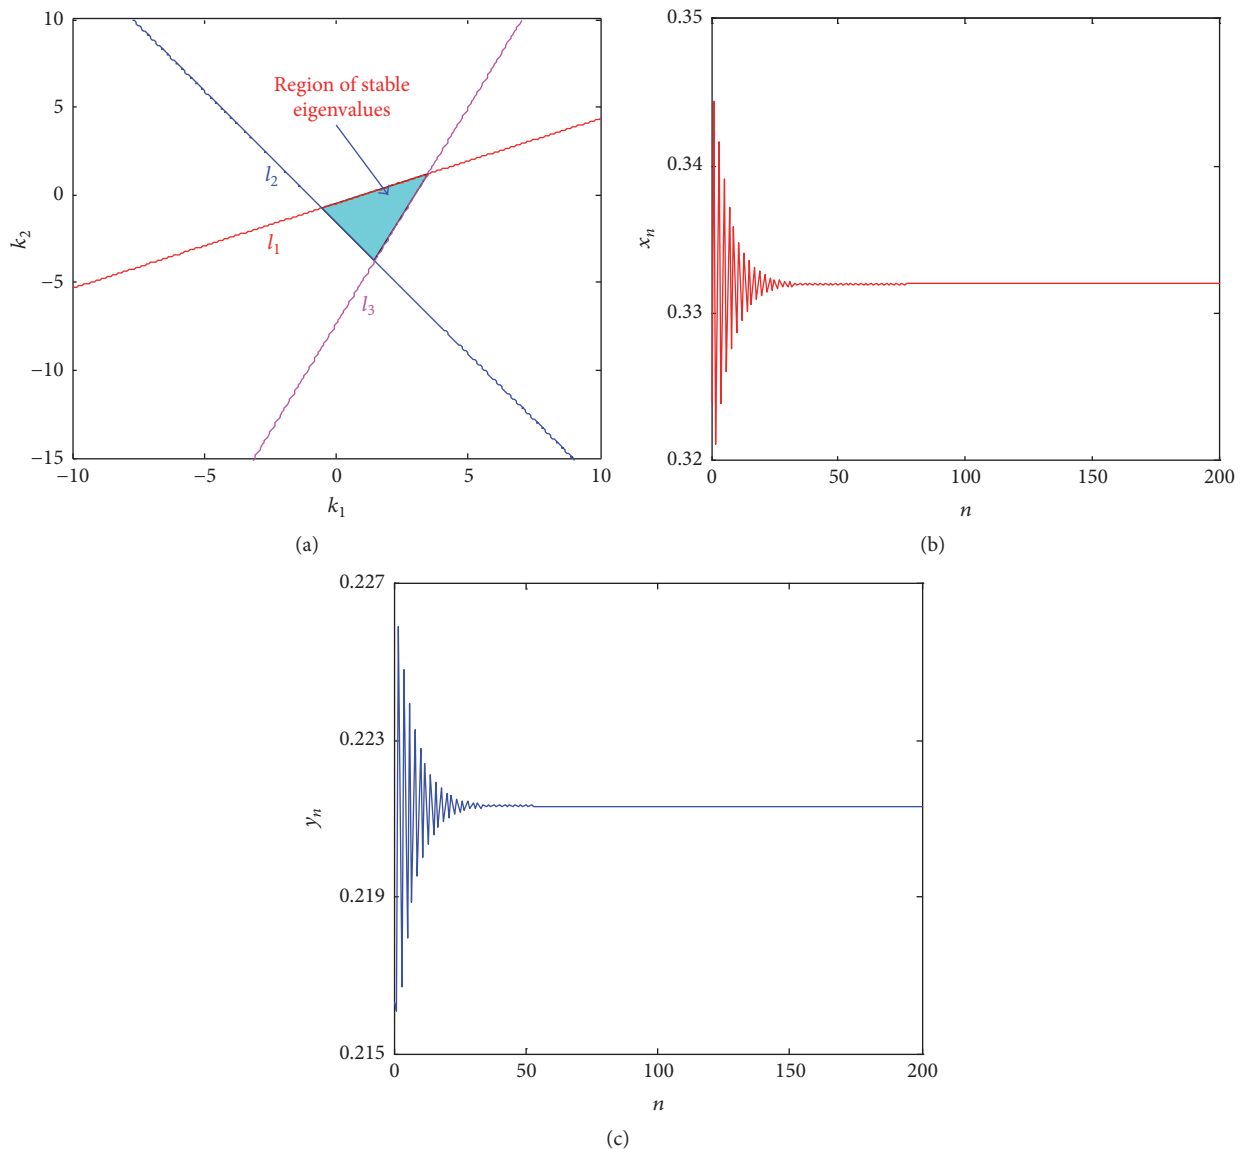 10
5
0
−5
−10
−15
k2
Region of stable
eigenvalues
l2
l1
l3
−10 −5 0 5 10
k1
(a)
0.35
0.34
0.33
0.32
xn
0 50 100 150 200
n
(b)
0.227
0.223
0.219
0.215
yn
0 50 100 150 200
n
(c)